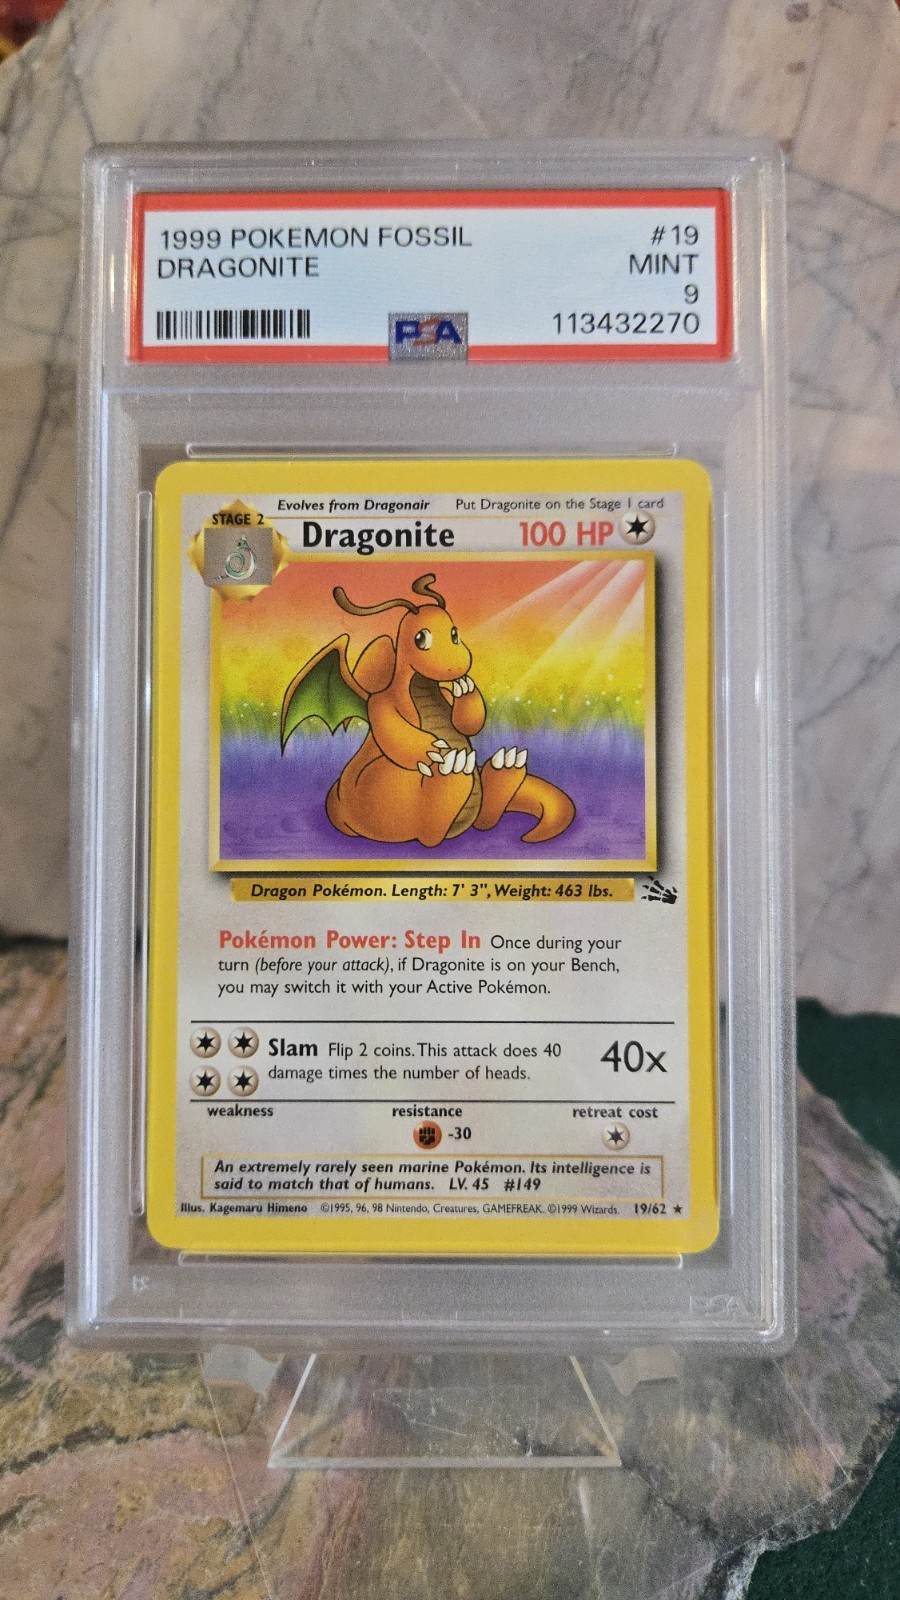 1999 POKEMON FOSSIL #19
DRAGONITE MINT
9
PSA 113432270
Evolves from Dragonair Put Dragonite on the Stage 1 card
STAGE 2
Dragonite 100 HP
Dragon Pokémon. Length: 7' 3", Weight: 463 lbs.
Pokémon Power: Step In Once during your
turn (before your attack), if Dragonite is on your Bench,
you may switch it with your Active Pokémon.
Slam Flip 2 coins. This attack does 40
damage times the number of heads.
40x
weakness resistance retreat cost
-30
An extremely rarely seen marine Pokémon. Its intelligence is
said to match that of humans. LV. 45 #149
Illus. Kagemaru Himeno ©1995, 96, 98 Nintendo, Creatures, GAMEFREAK. ©1999 Wizards. 19/62 ★
PSA